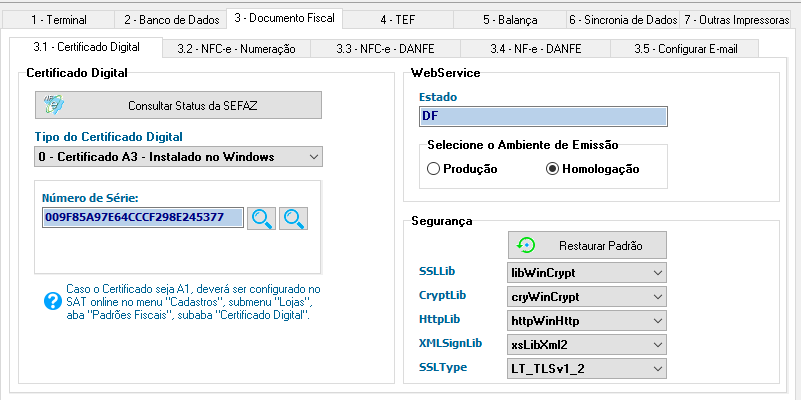 1 - Terminal
2 - Banco de Dados
3 - Documento Fiscal
4 - TEF
5 - Balança
6 - Sincronia de Dados
7 - Outras Impressoras
3.1 - Certificado Digital
3.2 - NFC-e - Numeração
3.3 - NFC-e - DANFE
3.4 - NF-e - DANFE
3.5 - Configurar E-mail
Certificado Digital
Consultar Status da SEFAZ
Tipo do Certificado Digital
0 - Certificado A3 - Instalado no Windows
Número de Série:
009F85A97E64CCCF298E245377
Caso o Certificado seja A1, deverá ser configurado no
SAT online no menu "Cadastros", submenu "Lojas",
aba "Padrões Fiscais", subaba "Certificado Digital".
WebService
Estado
DF
Selecione o Ambiente de Emissão
Produção
Homologação
Segurança
Restaurar Padrão
SSLLib
libWinCrypt
CryptLib
cryWinCrypt
HttpLib
httpWinHttp
XMLSignLib
xsLibXml2
SSLType
LT_TLSv1_2